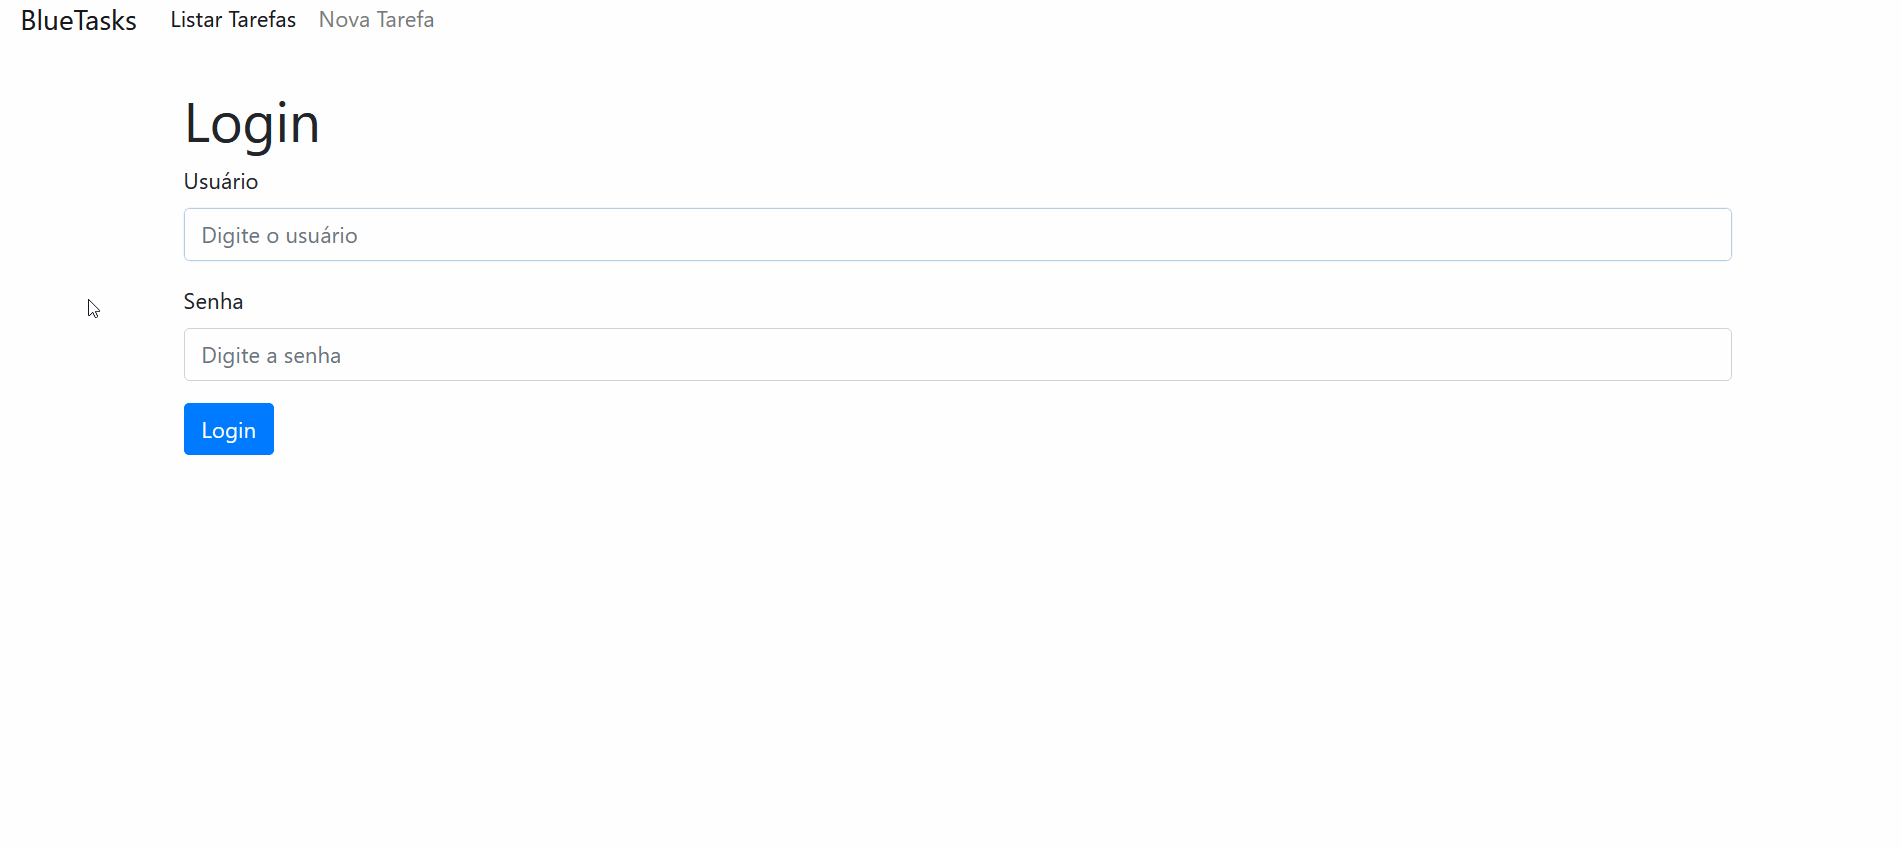 BlueTasks Listar Tarefas Nova Tarefa
Login
Usuário
Digite o usuário
Senha
Digite a senha
Login